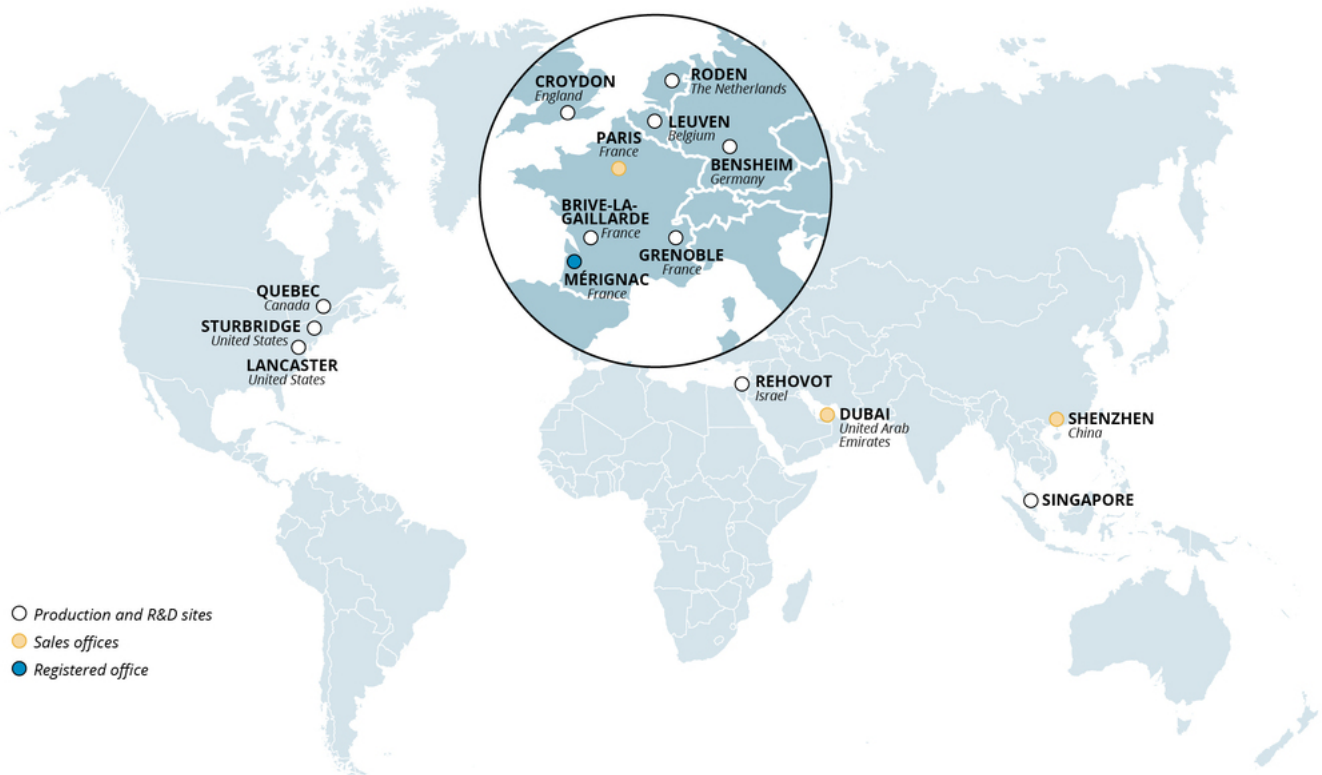 CROYDON
England
RODEN
The Netherlands
LEUVEN
Belgium
PARIS
France
BENSHEIM
Germany
BRIVE-LA-
GAILLARDE
France
GRENOBLE
France
MÉRIGNAC
France
QUEBEC
Canada
STURBRIDGE
United States
LANCASTER
United States
REHOVOT
Israel
DUBAI
United Arab
Emirates
SHENZHEN
China
SINGAPORE
Production and R&D sites
Sales offices
Registered office